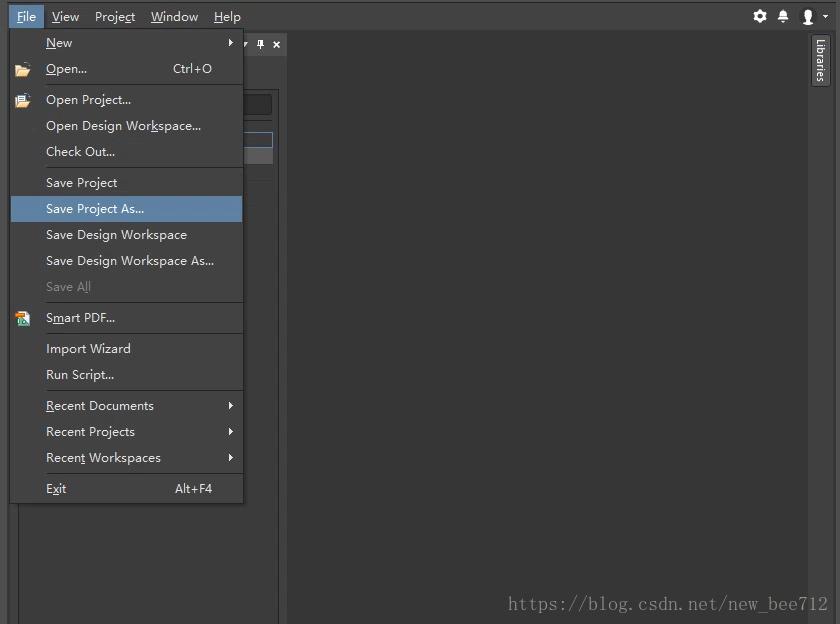 File View Project Window Help
New
Open... Ctrl+O
Open Project...
Open Design Workspace...
Check Out...
Save Project
Save Project As...
Save Design Workspace
Save Design Workspace As...
Save All
Smart PDF...
Import Wizard
Run Script...
Recent Documents
Recent Projects
Recent Workspaces
Exit Alt+F4
Libraries
https://blog.csdn.net/new_bee712